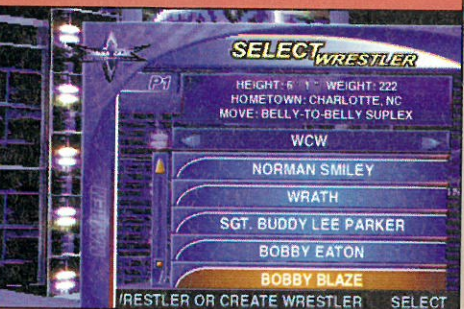 SELECT WRESTLER
P1
HEIGHT: 6' 1" WEIGHT: 222
HOMETOWN: CHARLOTTE, NC
MOVE: BELLY-TO-BELLY SUPLEX
WCW
NORMAN SMILEY
WRATH
SGT. BUDDY LEE PARKER
BOBBY EATON
BOBBY BLAZE
/RESTLER OR CREATE WRESTLER SELECT